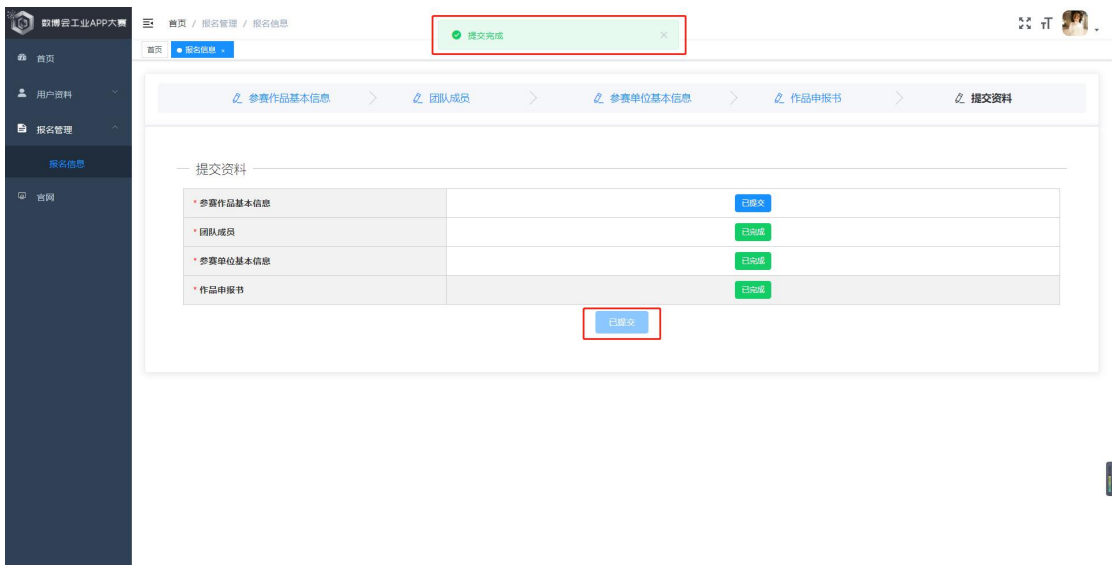 数博云工业APP大赛
首页 / 报名管理 / 报名信息
提交完成
首页
报名信息
首页
用户资料
报名管理
报名信息
官网
参赛作品基本信息
团队成员
参赛单位基本信息
作品申报书
提交资料
提交资料
* 参赛作品基本信息 已提交
* 团队成员 已完成
* 参赛单位基本信息 已完成
* 作品申报书 已完成
已提交